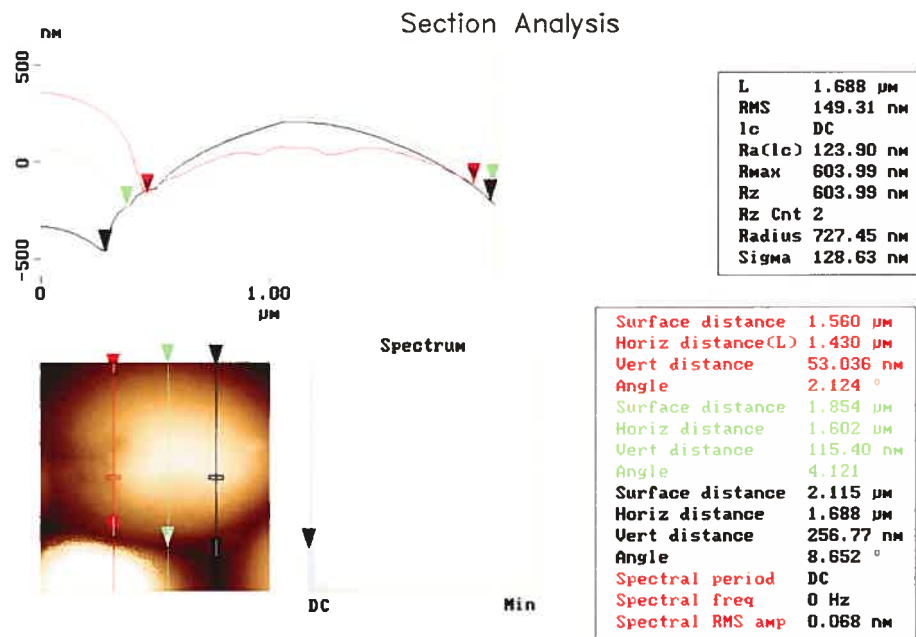 Section Analysis
nm
500
0
-500
0 1.00
μm
L 1.688 μm
RMS 149.31 nm
lc DC
Ra(lc) 123.90 nm
Rmax 603.99 nm
Rz 603.99 nm
Rz Cnt 2
Radius 727.45 nm
Sigma 128.63 nm
Spectrum
DC Min
Surface distance 1.560 μm
Horiz distance(L) 1.430 μm
Vert distance 53.036 nm
Angle 2.124 °
Surface distance 1.854 μm
Horiz distance 1.602 μm
Vert distance 115.40 nm
Angle 4.121
Surface distance 2.115 μm
Horiz distance 1.688 μm
Vert distance 256.77 nm
Angle 8.652 °
Spectral period DC
Spectral freq 0 Hz
Spectral RMS amp 0.068 nm